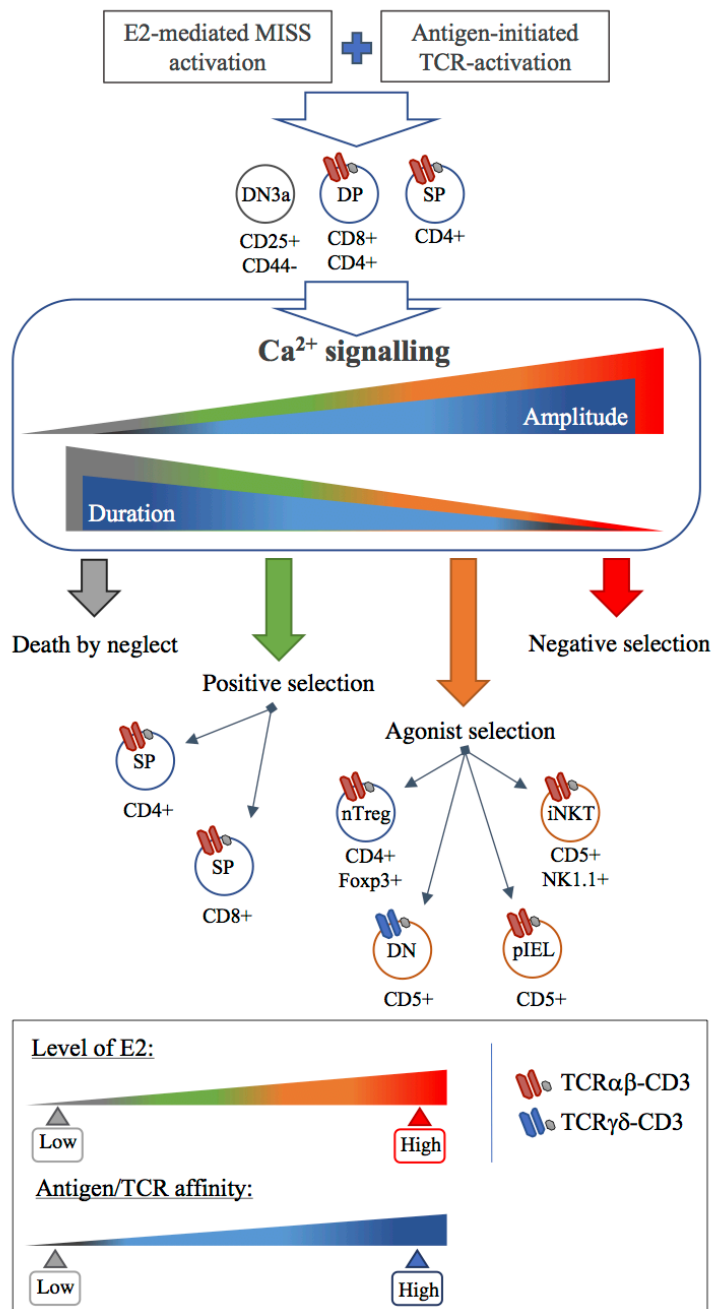 E2-mediated MISS
activation
Antigen-initiated
TCR-activation
DN3a
DP
SP
CD25+
CD44-
CD8+
CD4+
CD4+
Ca²⁺ signalling
Amplitude
Duration
Death by neglect
Negative selection
Positive selection
Agonist selection
SP
CD4+
SP
CD8+
nTreg
CD4+
Foxp3+
iNKT
CD5+
NK1.1+
DN
CD5+
pIEL
CD5+
Level of E2:
Low
High
TCRαβ-CD3
TCRγδ-CD3
Antigen/TCR affinity:
Low
High